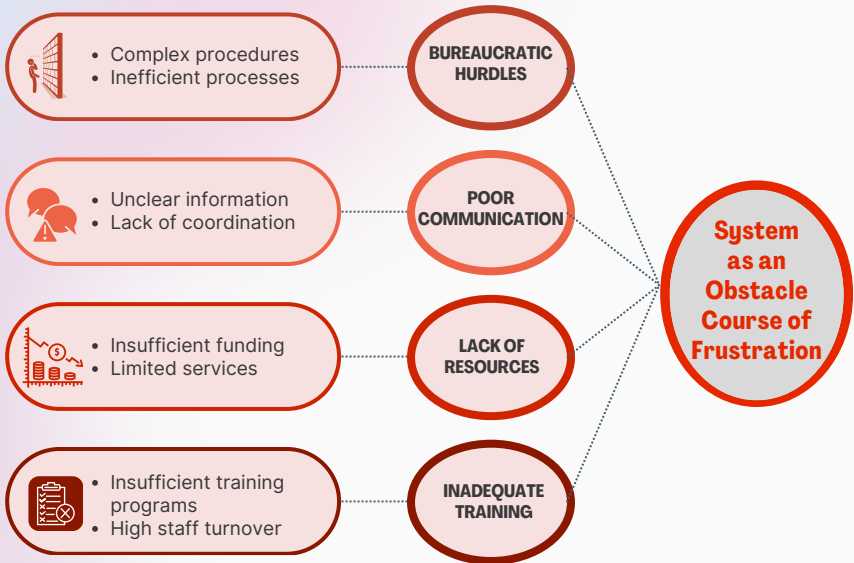 • Complex procedures
• Inefficient processes
BUREAUCRATIC
HURDLES
• Unclear information
• Lack of coordination
POOR
COMMUNICATION
• Insufficient funding
• Limited services
LACK OF
RESOURCES
• Insufficient training
programs
• High staff turnover
INADEQUATE
TRAINING
System
as an
Obstacle
Course of
Frustration
$